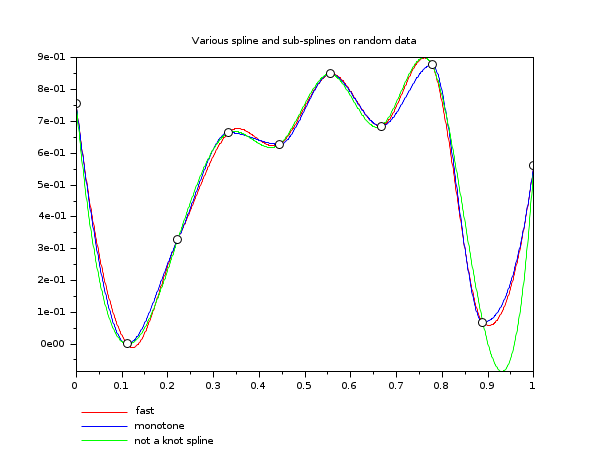 Various spline and sub-splines on random data
9e-01
8e-01
7e-01
6e-01
5e-01
4e-01
3e-01
2e-01
1e-01
0e00
0 0.1 0.2 0.3 0.4 0.5 0.6 0.7 0.8 0.9 1
fast
monotone
not a knot spline